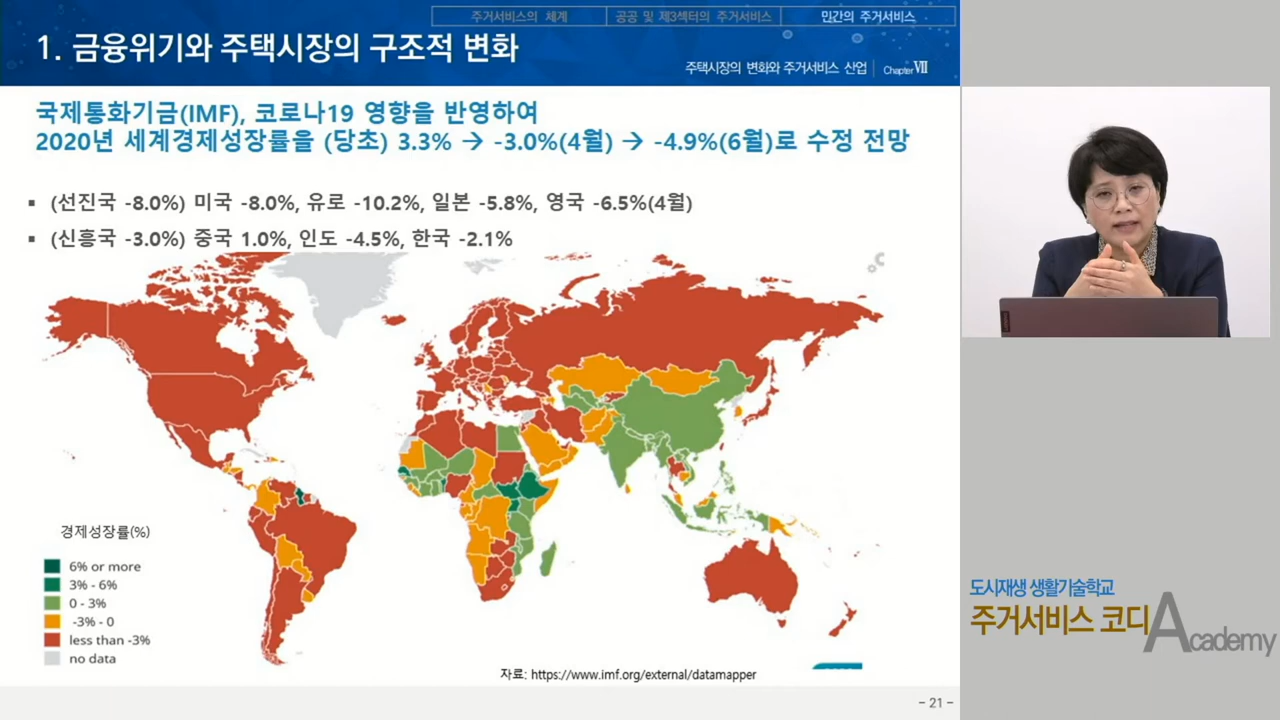 주거서비스의 체계
공공 및 제3섹터의 주거서비스
민간의 주거서비스
1. 금융위기와 주택시장의 구조적 변화
주택시장의 변화와 주거서비스 산업
Chapter Ⅶ
국제통화기금(IMF), 코로나19 영향을 반영하여
2020년 세계경제성장률을 (당초) 3.3% → -3.0%(4월) → -4.9%(6월)로 수정 전망
▪ (선진국 -8.0%) 미국 -8.0%, 유로 -10.2%, 일본 -5.8%, 영국 -6.5%(4월)
▪ (신흥국 -3.0%) 중국 1.0%, 인도 -4.5%, 한국 -2.1%
경제성장률(%)
6% or more
3% - 6%
0 - 3%
-3% - 0
less than -3%
no data
자료: https://www.imf.org/external/datamapper
- 21 -
도시재생 생활기술학교
주거서비스 코디 Academy